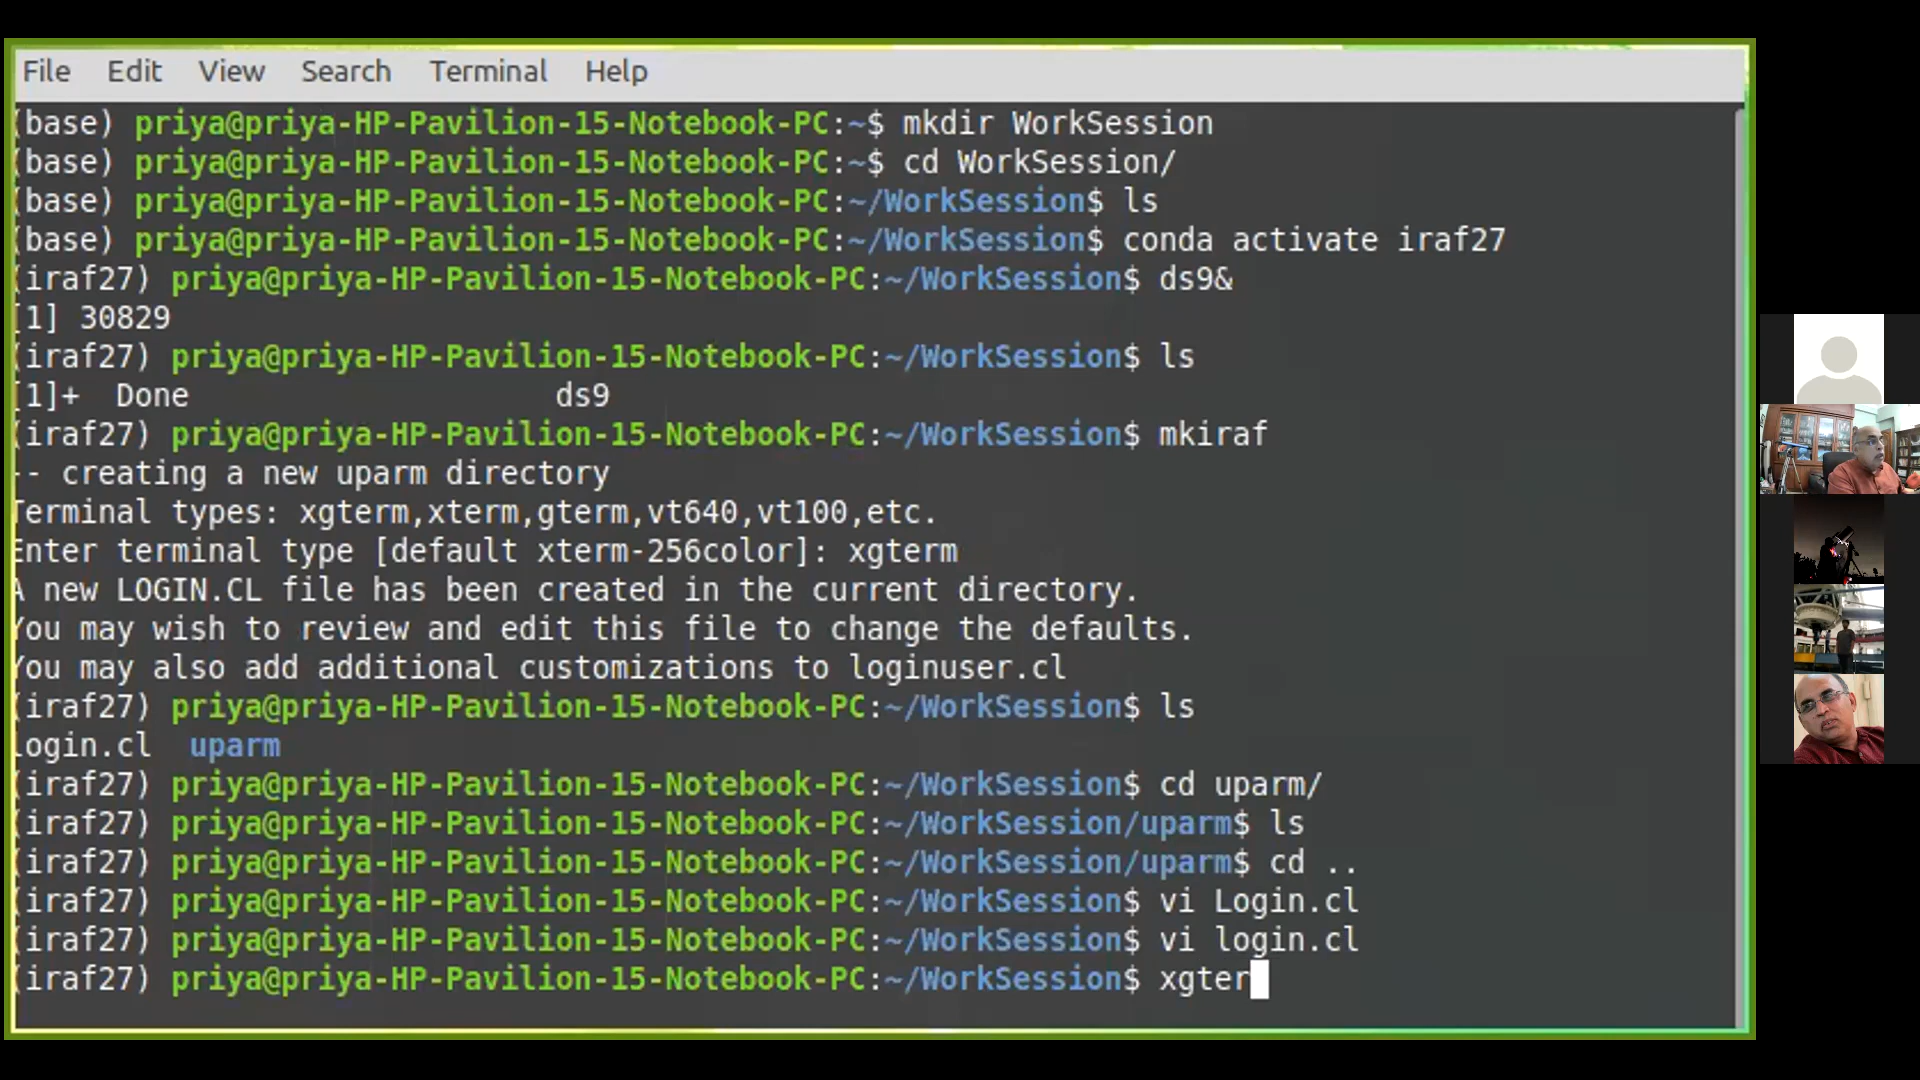 File Edit View Search Terminal Help
(base) priya@priya-HP-Pavilion-15-Notebook-PC:~$ mkdir WorkSession
(base) priya@priya-HP-Pavilion-15-Notebook-PC:~$ cd WorkSession/
(base) priya@priya-HP-Pavilion-15-Notebook-PC:~/WorkSession$ ls
(base) priya@priya-HP-Pavilion-15-Notebook-PC:~/WorkSession$ conda activate iraf27
(iraf27) priya@priya-HP-Pavilion-15-Notebook-PC:~/WorkSession$ ds9&
[1] 30829
(iraf27) priya@priya-HP-Pavilion-15-Notebook-PC:~/WorkSession$ ls
[1]+  Done                    ds9
(iraf27) priya@priya-HP-Pavilion-15-Notebook-PC:~/WorkSession$ mkiraf
-- creating a new uparm directory
Terminal types: xgterm,xterm,gterm,vt640,vt100,etc.
Enter terminal type [default xterm-256color]: xgterm
A new LOGIN.CL file has been created in the current directory.
You may wish to review and edit this file to change the defaults.
You may also add additional customizations to loginuser.cl
(iraf27) priya@priya-HP-Pavilion-15-Notebook-PC:~/WorkSession$ ls
login.cl  uparm
(iraf27) priya@priya-HP-Pavilion-15-Notebook-PC:~/WorkSession$ cd uparm/
(iraf27) priya@priya-HP-Pavilion-15-Notebook-PC:~/WorkSession/uparm$ ls
(iraf27) priya@priya-HP-Pavilion-15-Notebook-PC:~/WorkSession/uparm$ cd ..
(iraf27) priya@priya-HP-Pavilion-15-Notebook-PC:~/WorkSession$ vi Login.cl
(iraf27) priya@priya-HP-Pavilion-15-Notebook-PC:~/WorkSession$ vi login.cl
(iraf27) priya@priya-HP-Pavilion-15-Notebook-PC:~/WorkSession$ xgter